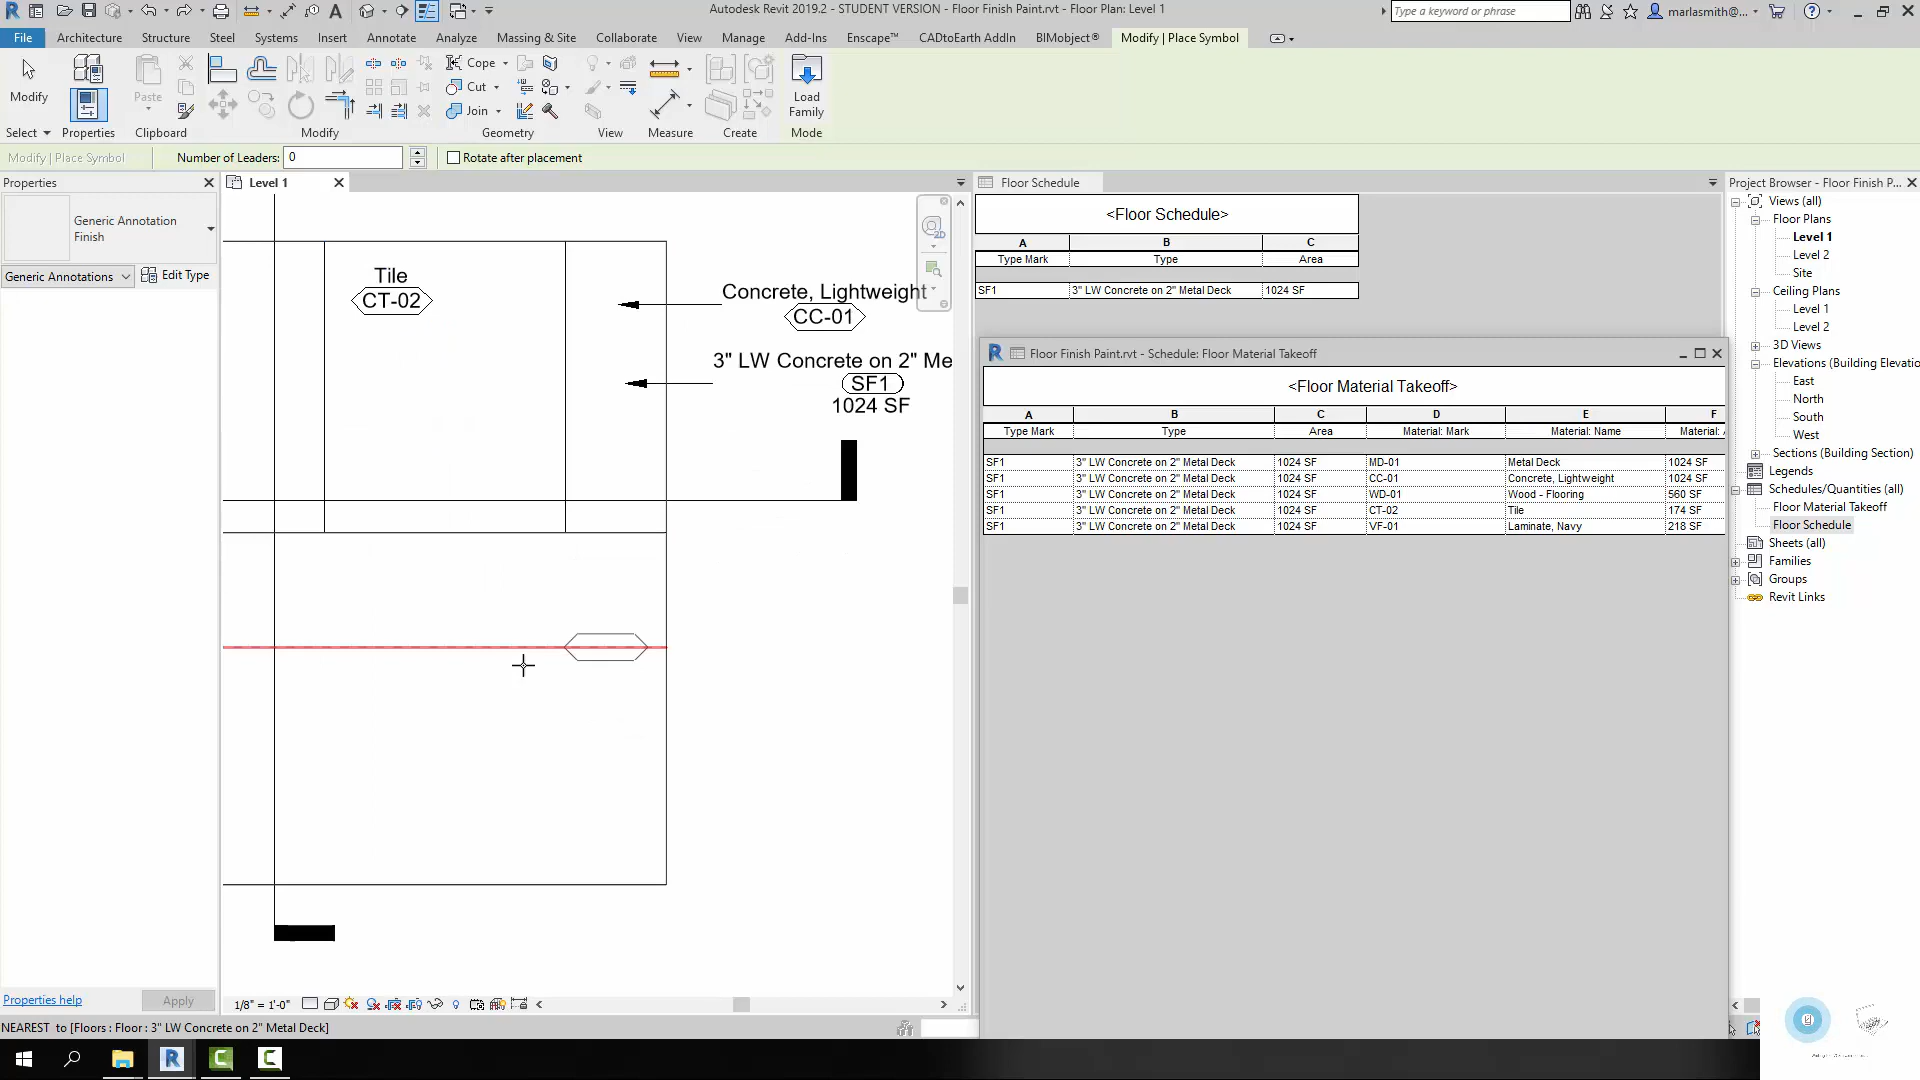 Autodesk Revit 2019.2 - STUDENT VERSION - Floor Finish Paint.rvt - Floor Plan: Level 1
Type a keyword or phrase
marlasmith@...
File Architecture Structure Steel Systems Insert Annotate Analyze Massing & Site Collaborate View Manage Add-Ins Enscape™ CADtoEarth AddIn BIMobject® Modify | Place Symbol
Modify
Paste
Cope
Cut
Join
Load
Family
Select Properties Clipboard Modify Geometry View Measure Create Mode
Modify | Place Symbol Number of Leaders: 0 Rotate after placement
Properties
Generic Annotation
Finish
Generic Annotations Edit Type
Properties help Apply
Level 1
Tile
CT-02
Concrete, Lightweight
CC-01
3" LW Concrete on 2" Me
SF1
1024 SF
2D
1/8" = 1'-0"
Floor Schedule
<Floor Schedule>
A B C
Type Mark Type Area
SF1 3" LW Concrete on 2" Metal Deck 1024 SF
Floor Finish Paint.rvt - Schedule: Floor Material Takeoff
<Floor Material Takeoff>
A B C D E F
Type Mark Type Area Material: Mark Material: Name Material:
SF1 3" LW Concrete on 2" Metal Deck 1024 SF MD-01 Metal Deck 1024 SF
SF1 3" LW Concrete on 2" Metal Deck 1024 SF CC-01 Concrete, Lightweight 1024 SF
SF1 3" LW Concrete on 2" Metal Deck 1024 SF WD-01 Wood - Flooring 560 SF
SF1 3" LW Concrete on 2" Metal Deck 1024 SF CT-02 Tile 174 SF
SF1 3" LW Concrete on 2" Metal Deck 1024 SF VF-01 Laminate, Navy 218 SF
Project Browser - Floor Finish P...
Views (all)
Floor Plans
Level 1
Level 2
Site
Ceiling Plans
Level 1
Level 2
3D Views
Elevations (Building Elevatio
East
North
South
West
Sections (Building Section)
Legends
Schedules/Quantities (all)
Floor Material Takeoff
Floor Schedule
Sheets (all)
Families
Groups
Revit Links
NEAREST to [Floors : Floor : 3" LW Concrete on 2" Metal Deck]